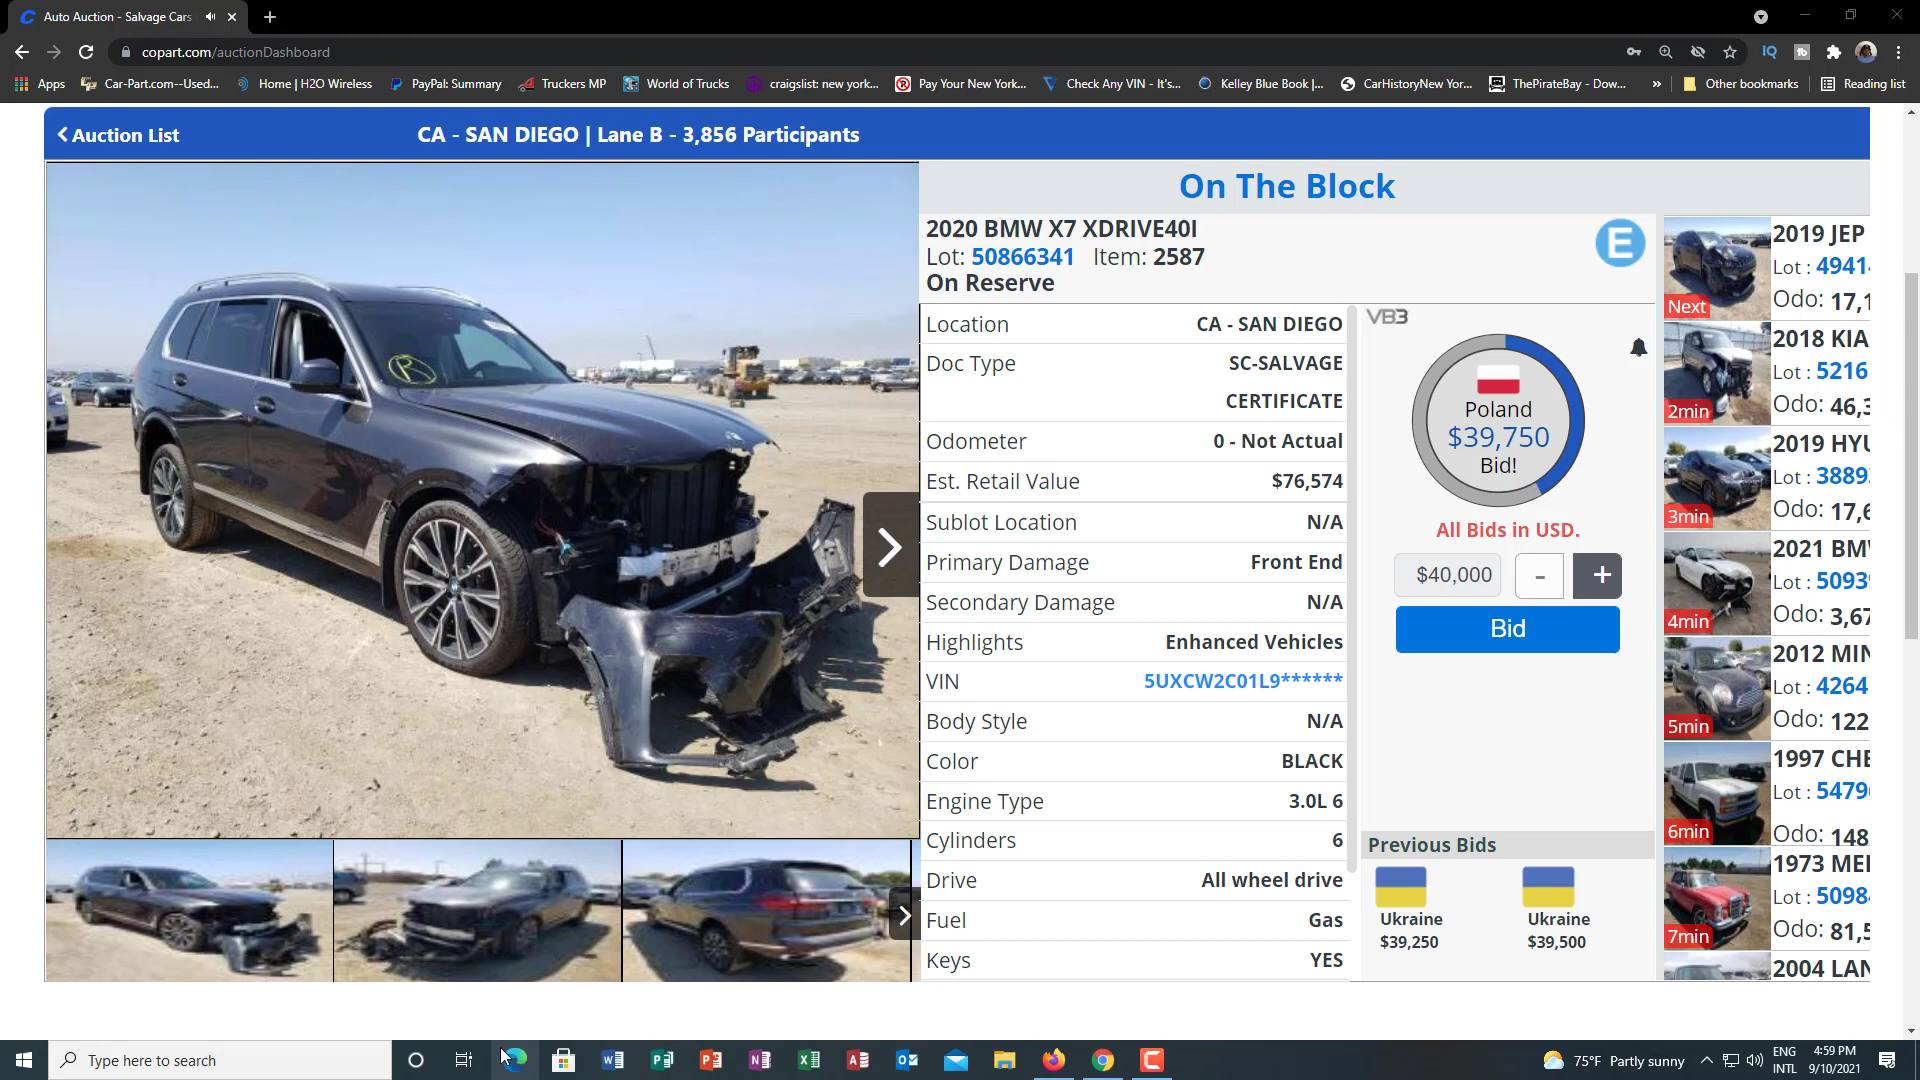 Auto Auction - Salvage Cars
copart.com/auctionDashboard
Apps
Car-Part.com--Used...
Home | H2O Wireless
PayPal: Summary
Truckers MP
World of Trucks
craigslist: new york...
Pay Your New York...
Check Any VIN - It's...
Kelley Blue Book |...
CarHistoryNew Yor...
ThePirateBay - Dow...
»
Other bookmarks
Reading list
IQ
Auction List
CA - SAN DIEGO | Lane B - 3,856 Participants
On The Block
2020 BMW X7 XDRIVE40I
Lot: 50866341 Item: 2587
On Reserve
E
Location CA - SAN DIEGO
Doc Type SC-SALVAGE
CERTIFICATE
Odometer 0 - Not Actual
Est. Retail Value $76,574
Sublot Location N/A
Primary Damage Front End
Secondary Damage N/A
Highlights Enhanced Vehicles
VIN 5UXCW2C01L9******
Body Style N/A
Color BLACK
Engine Type 3.0L 6
Cylinders 6
Drive All wheel drive
Fuel Gas
Keys YES
VB3
Poland
$39,750
Bid!
All Bids in USD.
$40,000 - +
Bid
Previous Bids
Ukraine
$39,250
Ukraine
$39,500
2019 JEP
Lot : 4941
Odo: 17,1
Next
2018 KIA
Lot : 5216
Odo: 46,3
2min
2019 HYU
Lot : 3889
Odo: 17,6
3min
2021 BMW
Lot : 5093
Odo: 3,67
4min
2012 MIN
Lot : 4264
Odo: 122
5min
1997 CHE
Lot : 5479
Odo: 148
6min
1973 MER
Lot : 5098
Odo: 81,5
7min
2004 LAN
R
Type here to search
75°F Partly sunny
ENG
INTL
4:59 PM
9/10/2021